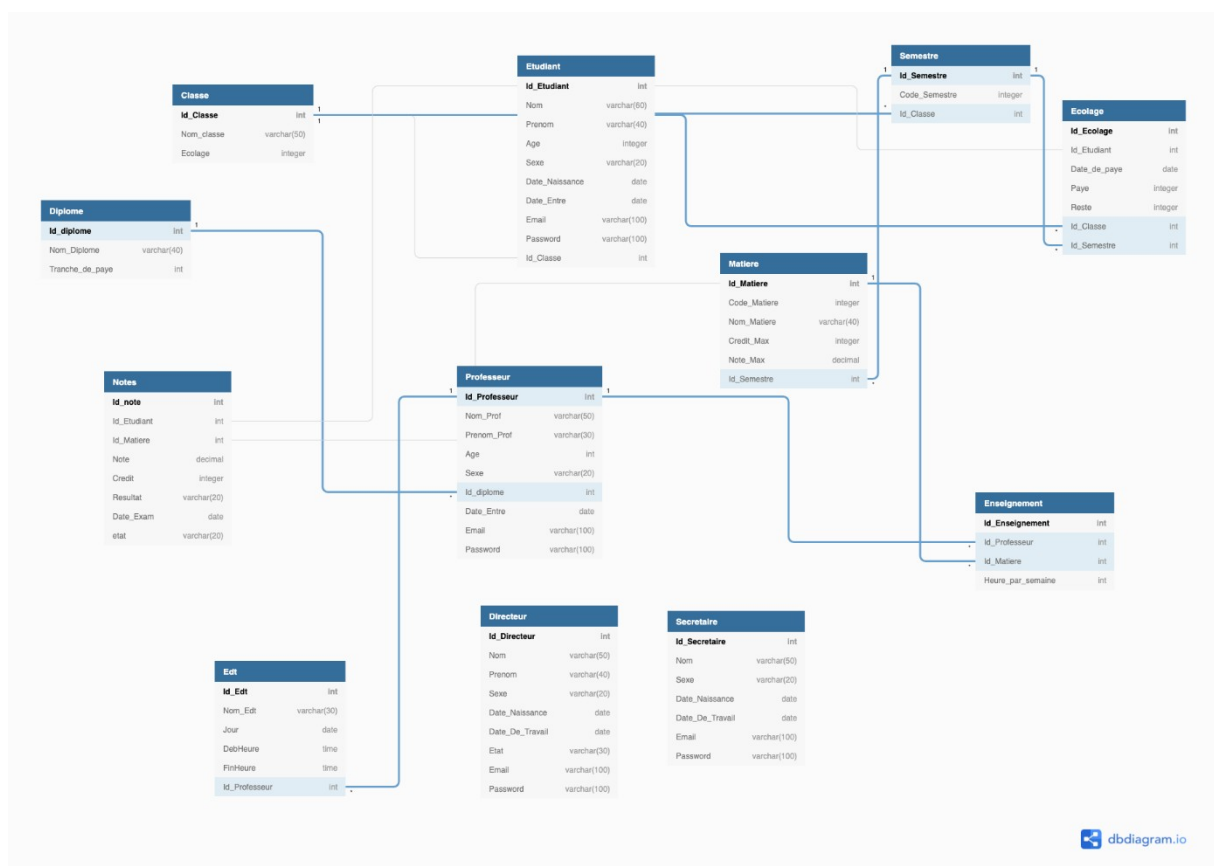 Classe
Id_Classe int
Nom_classe varchar(50)
Ecolage integer
Etudiant
Id_Etudiant int
Nom varchar(60)
Prenom varchar(40)
Age integer
Sexe varchar(20)
Date_Naissance date
Date_Entre date
Email varchar(100)
Password varchar(100)
Id_Classe int
Semestre
Id_Semestre int
Code_Semestre integer
Id_Classe int
Ecolage
Id_Ecolage int
Id_Etudiant int
Date_de_paye date
Paye integer
Reste integer
Id_Classe int
Id_Semestre int
Diplome
Id_diplome int
Nom_Diplome varchar(40)
Tranche_de_paye int
Matiere
Id_Matiere int
Code_Matiere integer
Nom_Matiere varchar(40)
Credit_Max integer
Note_Max decimal
Id_Semestre int
Notes
Id_note int
Id_Etudiant int
Id_Matiere int
Note decimal
Credit integer
Resultat varchar(20)
Date_Exam date
etat varchar(20)
Professeur
Id_Professeur int
Nom_Prof varchar(50)
Prenom_Prof varchar(30)
Age int
Sexe varchar(20)
Id_diplome int
Date_Entre date
Email varchar(100)
Password varchar(100)
Enseignement
Id_Enseignement int
Id_Professeur int
Id_Matiere int
Heure_par_semaine int
Directeur
Id_Directeur int
Nom varchar(50)
Prenom varchar(40)
Sexe varchar(20)
Date_Naissance date
Date_De_Travail date
Etat varchar(30)
Email varchar(100)
Password varchar(100)
Secretaire
Id_Secretaire int
Nom varchar(50)
Sexe varchar(20)
Date_Naissance date
Date_De_Travail date
Email varchar(100)
Password varchar(100)
Edt
Id_Edt int
Nom_Edt varchar(30)
Jour date
DebHeure time
FinHeure time
Id_Professeur int
1
1
1
*
1
*
*
1
1
*
1
1
*
*
*
*
dbdiagram.io